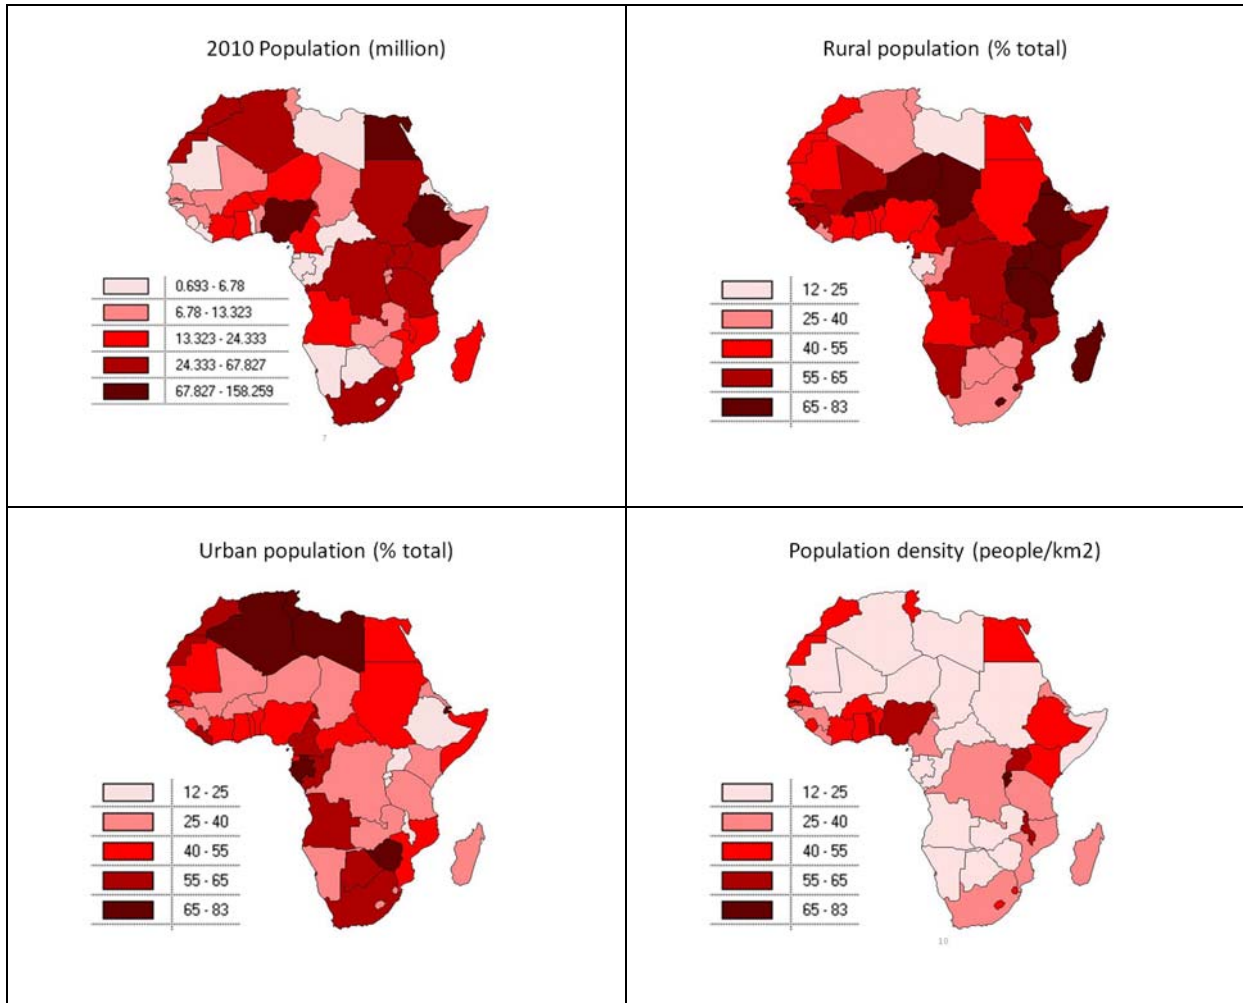 2010 Population (million)
0.693 - 6.78
6.78 - 13.323
13.323 - 24.333
24.333 - 67.827
67.827 - 158.259
7
Rural population (% total)
12 - 25
25 - 40
40 - 55
55 - 65
65 - 83
Urban population (% total)
12 - 25
25 - 40
40 - 55
55 - 65
65 - 83
Population density (people/km2)
12 - 25
25 - 40
40 - 55
55 - 65
65 - 83
10